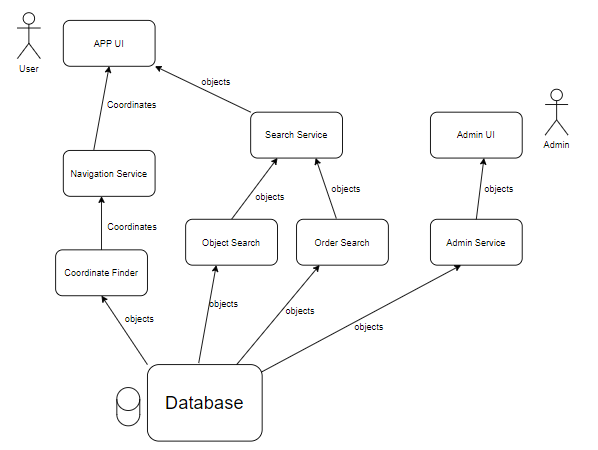 APP UI
User
objects
Coordinates
Search Service
Admin UI
Admin
Navigation Service
objects
objects
objects
Coordinates
Object Search
Order Search
Admin Service
Coordinate Finder
objects
objects
objects
objects
Database